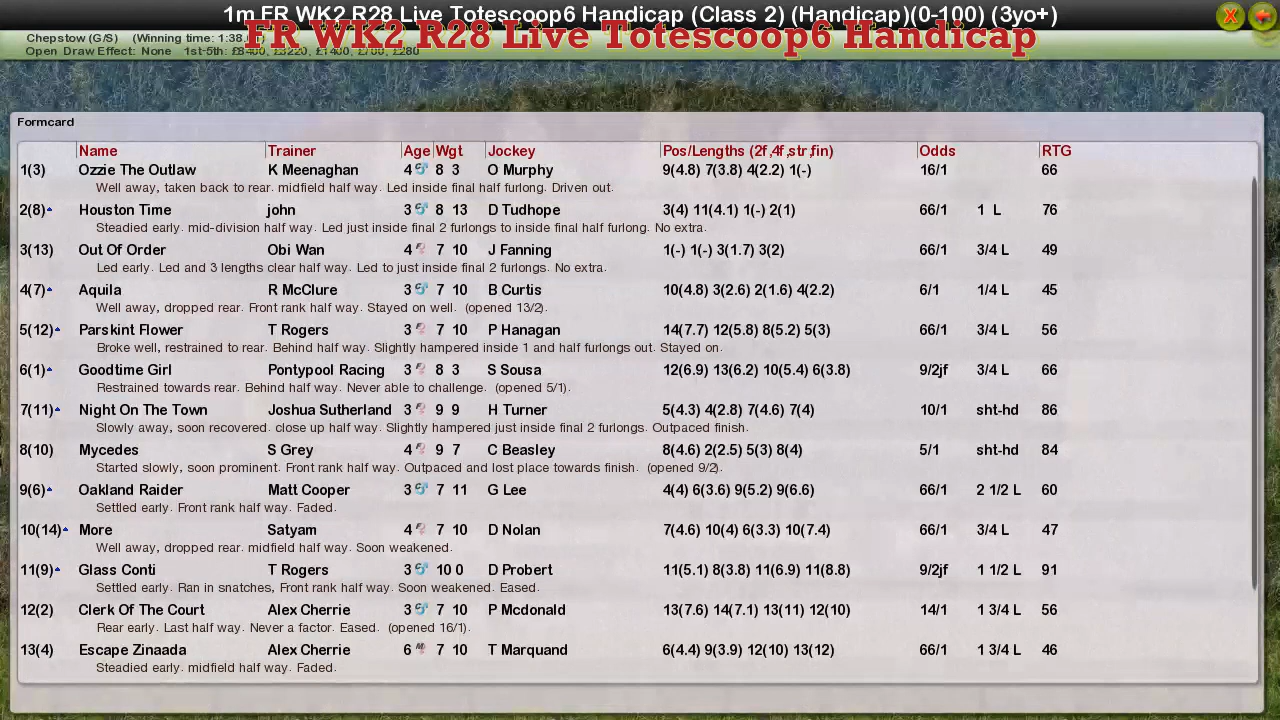 1m FR WK2 R28 Live Totescoop6 Handicap (Class 2) (Handicap)(0-100) (3yo+)
FR WK2 R28 Live Totescoop6 Handicap
Chepstow (G/S) (Winning time: 1:38.
Open Draw Effect: None 1st-5th: £8400, £3220, £1400, £700, £280
Formcard
Name Trainer Age Wgt Jockey Pos/Lengths (2f,4f,str,fin) Odds RTG
1(3) Ozzie The Outlaw K Meenaghan 4 8 3 O Murphy 9(4.8) 7(3.8) 4(2.2) 1(-) 16/1 66
Well away, taken back to rear. midfield half way. Led inside final half furlong. Driven out.
2(8) Houston Time john 3 8 13 D Tudhope 3(4) 11(4.1) 1(-) 2(1) 66/1 1 L 76
Steadied early. mid-division half way. Led just inside final 2 furlongs to inside final half furlong. No extra.
3(13) Out Of Order Obi Wan 4 7 10 J Fanning 1(-) 1(-) 3(1.7) 3(2) 66/1 3/4 L 49
Led early. Led and 3 lengths clear half way. Led to just inside final 2 furlongs. No extra.
4(7) Aquila R McClure 3 7 10 B Curtis 10(4.8) 3(2.6) 2(1.6) 4(2.2) 6/1 1/4 L 45
Well away, dropped rear. Front rank half way. Stayed on well. (opened 13/2).
5(12) Parskint Flower T Rogers 3 7 10 P Hanagan 14(7.7) 12(5.8) 8(5.2) 5(3) 66/1 3/4 L 56
Broke well, restrained to rear. Behind half way. Slightly hampered inside 1 and half furlongs out. Stayed on.
6(1) Goodtime Girl Pontypool Racing 3 8 3 S Sousa 12(6.9) 13(6.2) 10(5.4) 6(3.8) 9/2jf 3/4 L 66
Restrained towards rear. Behind half way. Never able to challenge. (opened 5/1).
7(11) Night On The Town Joshua Sutherland 3 9 9 H Turner 5(4.3) 4(2.8) 7(4.6) 7(4) 10/1 sht-hd 86
Slowly away, soon recovered. close up half way. Slightly hampered just inside final 2 furlongs. Outpaced finish.
8(10) Mycedes S Grey 4 9 7 C Beasley 8(4.6) 2(2.5) 5(3) 8(4) 5/1 sht-hd 84
Started slowly, soon prominent. Front rank half way. Outpaced and lost place towards finish. (opened 9/2).
9(6) Oakland Raider Matt Cooper 3 7 11 G Lee 4(4) 6(3.6) 9(5.2) 9(6.6) 66/1 2 1/2 L 60
Settled early. Front rank half way. Faded.
10(14) More Satyam 4 7 10 D Nolan 7(4.6) 10(4) 6(3.3) 10(7.4) 66/1 3/4 L 47
Well away, dropped rear. midfield half way. Soon weakened.
11(9) Glass Conti T Rogers 3 10 0 D Probert 11(5.1) 8(3.8) 11(6.9) 11(8.8) 9/2jf 1 1/2 L 91
Settled early. Ran in snatches, Front rank half way. Soon weakened. Eased.
12(2) Clerk Of The Court Alex Cherrie 3 7 10 P Mcdonald 13(7.6) 14(7.1) 13(11) 12(10) 14/1 1 3/4 L 56
Rear early. Last half way. Never a factor. Eased. (opened 16/1).
13(4) Escape Zinaada Alex Cherrie 6 7 10 T Marquand 6(4.4) 9(3.9) 12(10) 13(12) 66/1 1 3/4 L 46
Steadied early. midfield half way. Faded.